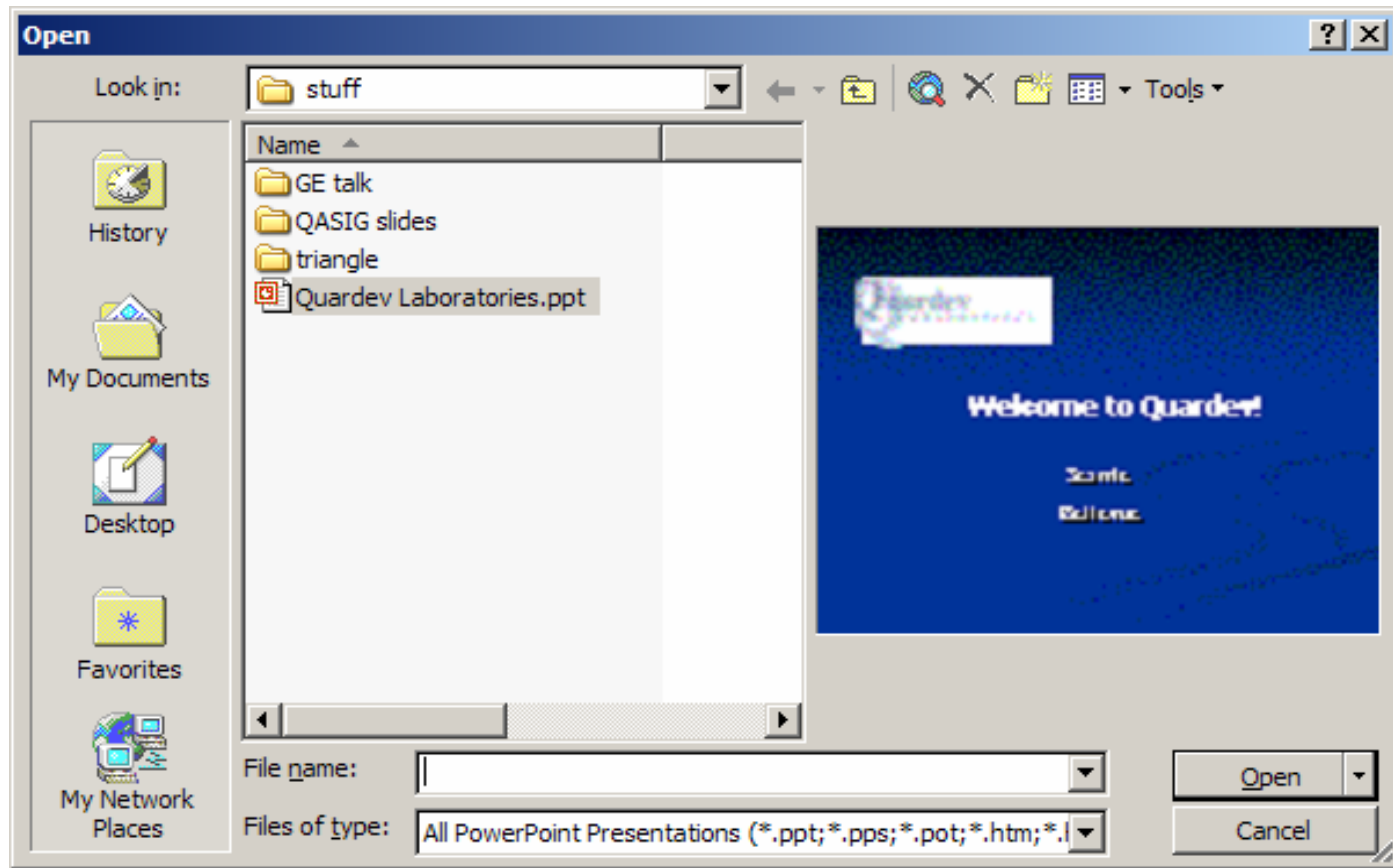 Open
Look in:
stuff
Tools
Name
GE talk
QASIG slides
triangle
Quardev Laboratories.ppt
History
My Documents
Desktop
Favorites
My Network
Places
Quardev
Welcome to Quardev!
File name:
Open
Files of type:
All PowerPoint Presentations (*.ppt;*.pps;*.pot;*.htm;*.
Cancel